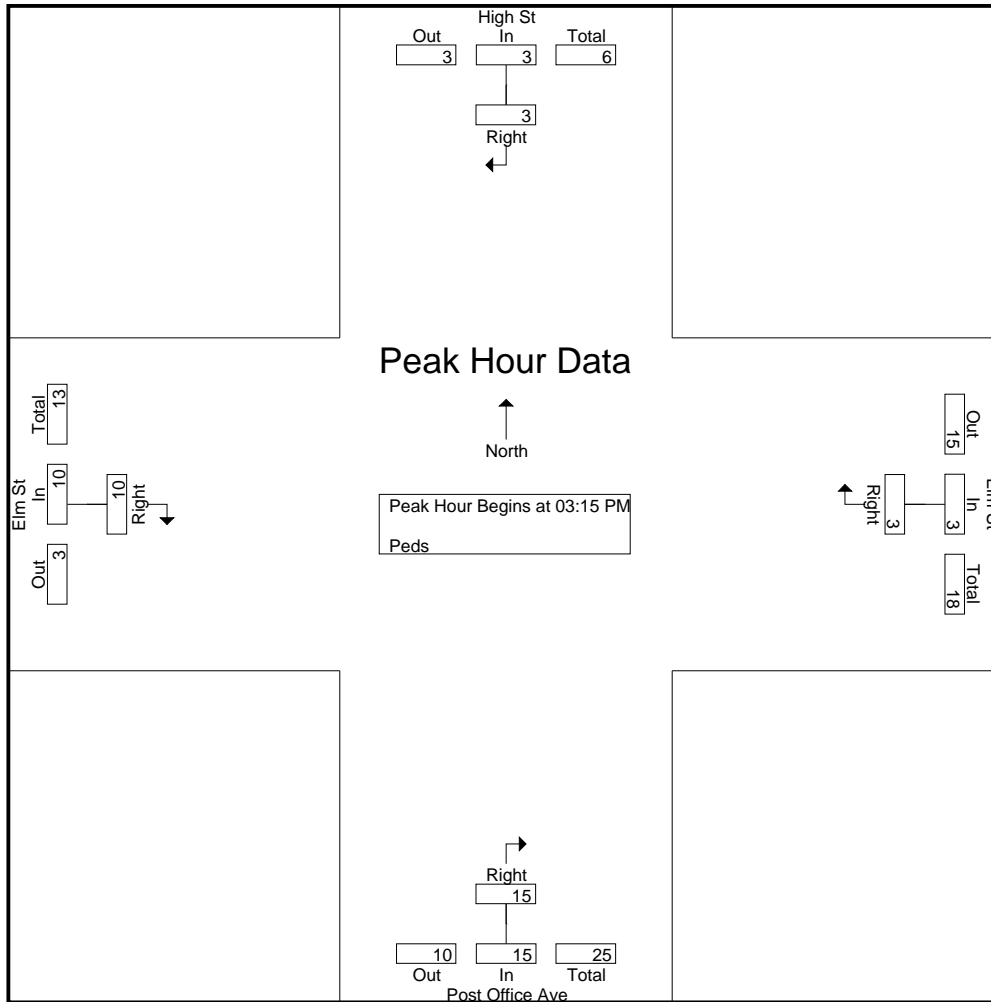 High St
Out In Total
3 3 6
3
Right
Peak Hour Data
North
Peak Hour Begins at 03:15 PM
Peds
Elm St
Out In Total
3 10 13
10
Right
Elm St
Out In Total
15 3 18
3
Right
Right
15
10 15 25
Out In Total
Post Office Ave